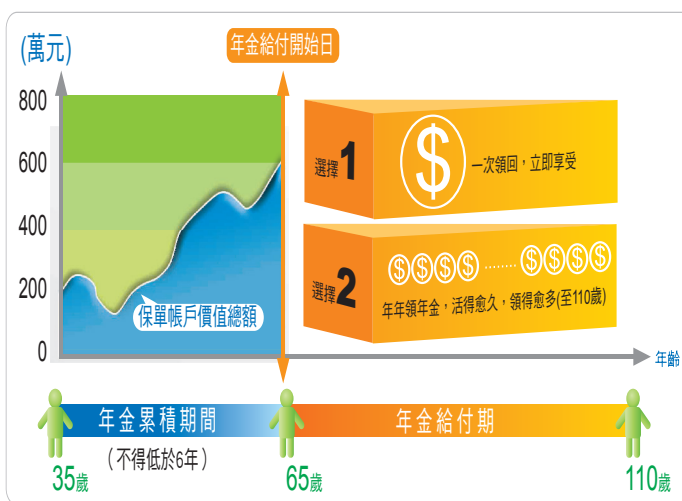 (萬元)
年金給付開始日
800
600
400
200
0
保單帳戶價值總額
選擇1
$
一次領回，立即享受
選擇2
$$$$ ........ $$$$
年年領年金，活得愈久，領得愈多(至110歲)
年齡
年金累積期間
（不得低於6年）
年金給付期
35歲
65歲
110歲